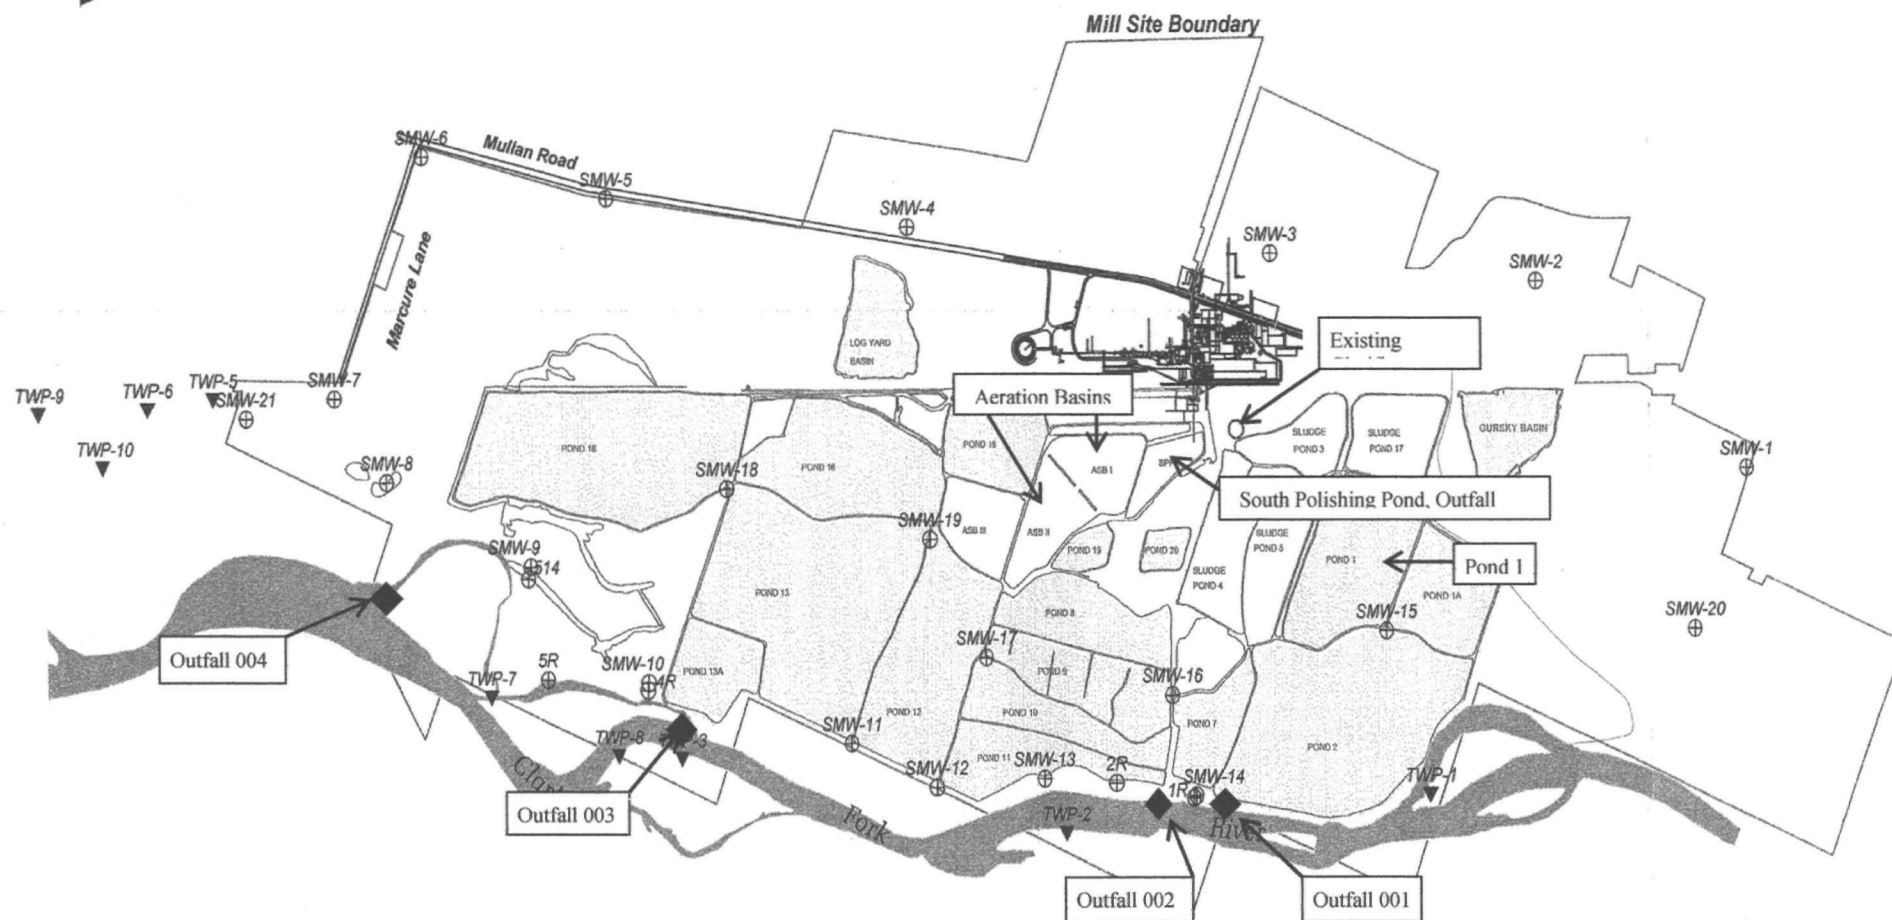 Mill Site Boundary
SMW-6
Mullan Road
SMW-5
SMW-4
SMW-3
SMW-2
Marcure Lane
LOG YARD
BASIN
Existing
TWP-9
TWP-6
TWP-5
SMW-7
SMW-21
Aeration Basins
TWP-10
SMW-8
POND 16
POND 15
ASB I
SLUDGE
POND 3
SLUDGE
POND 17
GURSKY BASIN
SMW-1
SMW-18
South Polishing Pond, Outfall
SMW-19
ASB III
ASB II
POND 19
POND 20
SLUDGE
POND 5
SLUDGE
POND 4
POND 1
Pond 1
POND 1A
SMW-9
514
POND 13
POND 8
SMW-15
SMW-20
Outfall 004
SMW-17
5R
SMW-10
4R
POND 13A
POND 9
SMW-16
TWP-7
POND 12
POND 10
POND 7
POND 2
SMW-11
TWP-8
SMW-12
POND 11
SMW-13
2R
SMW-14
1R
TWP-1
Outfall 003
Fork
TWP-2
River
Outfall 002
Outfall 001